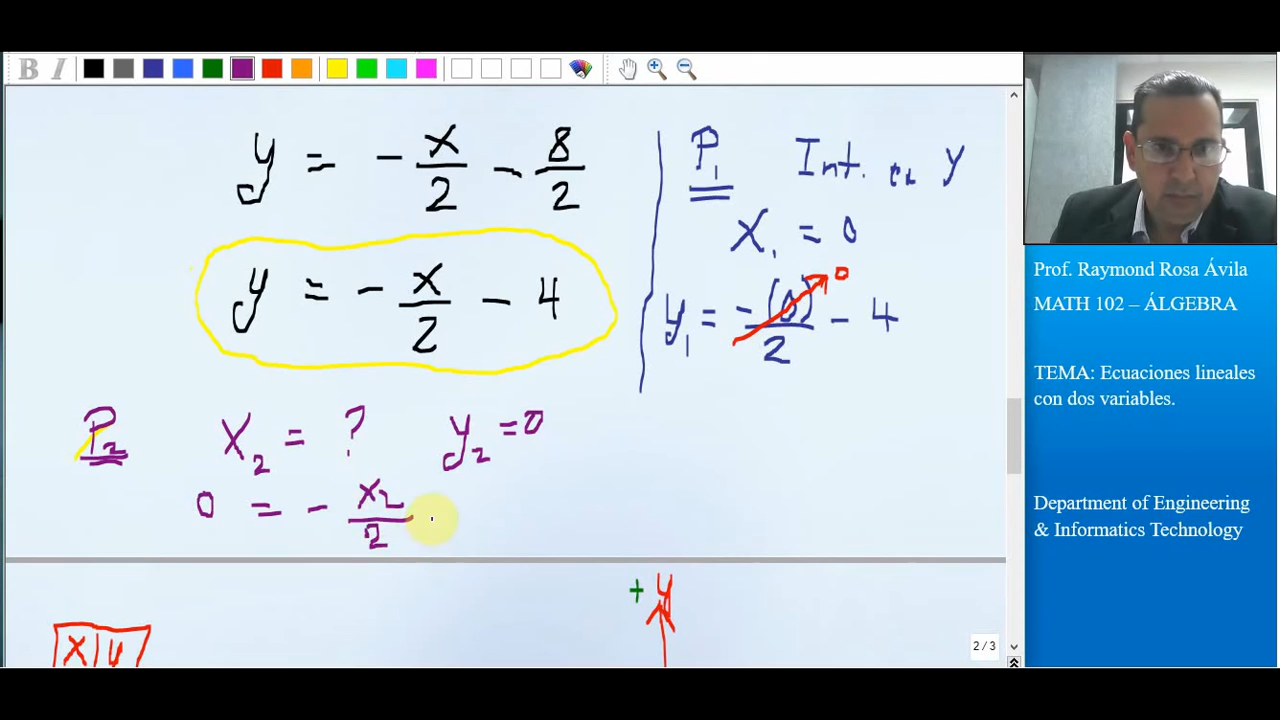 B I
y = - x/2 - 8/2
y = - x/2 - 4
P₁ Int. en y
x₁ = 0
y₁ = -(0)/2 - 4
0
P₂ x₂ = ? y₂ = 0
0 = - x₂/2
+ y
x | y
2/3
Prof. Raymond Rosa Ávila
MATH 102 – ÁLGEBRA
TEMA: Ecuaciones lineales
con dos variables.
Department of Engineering
& Informatics Technology